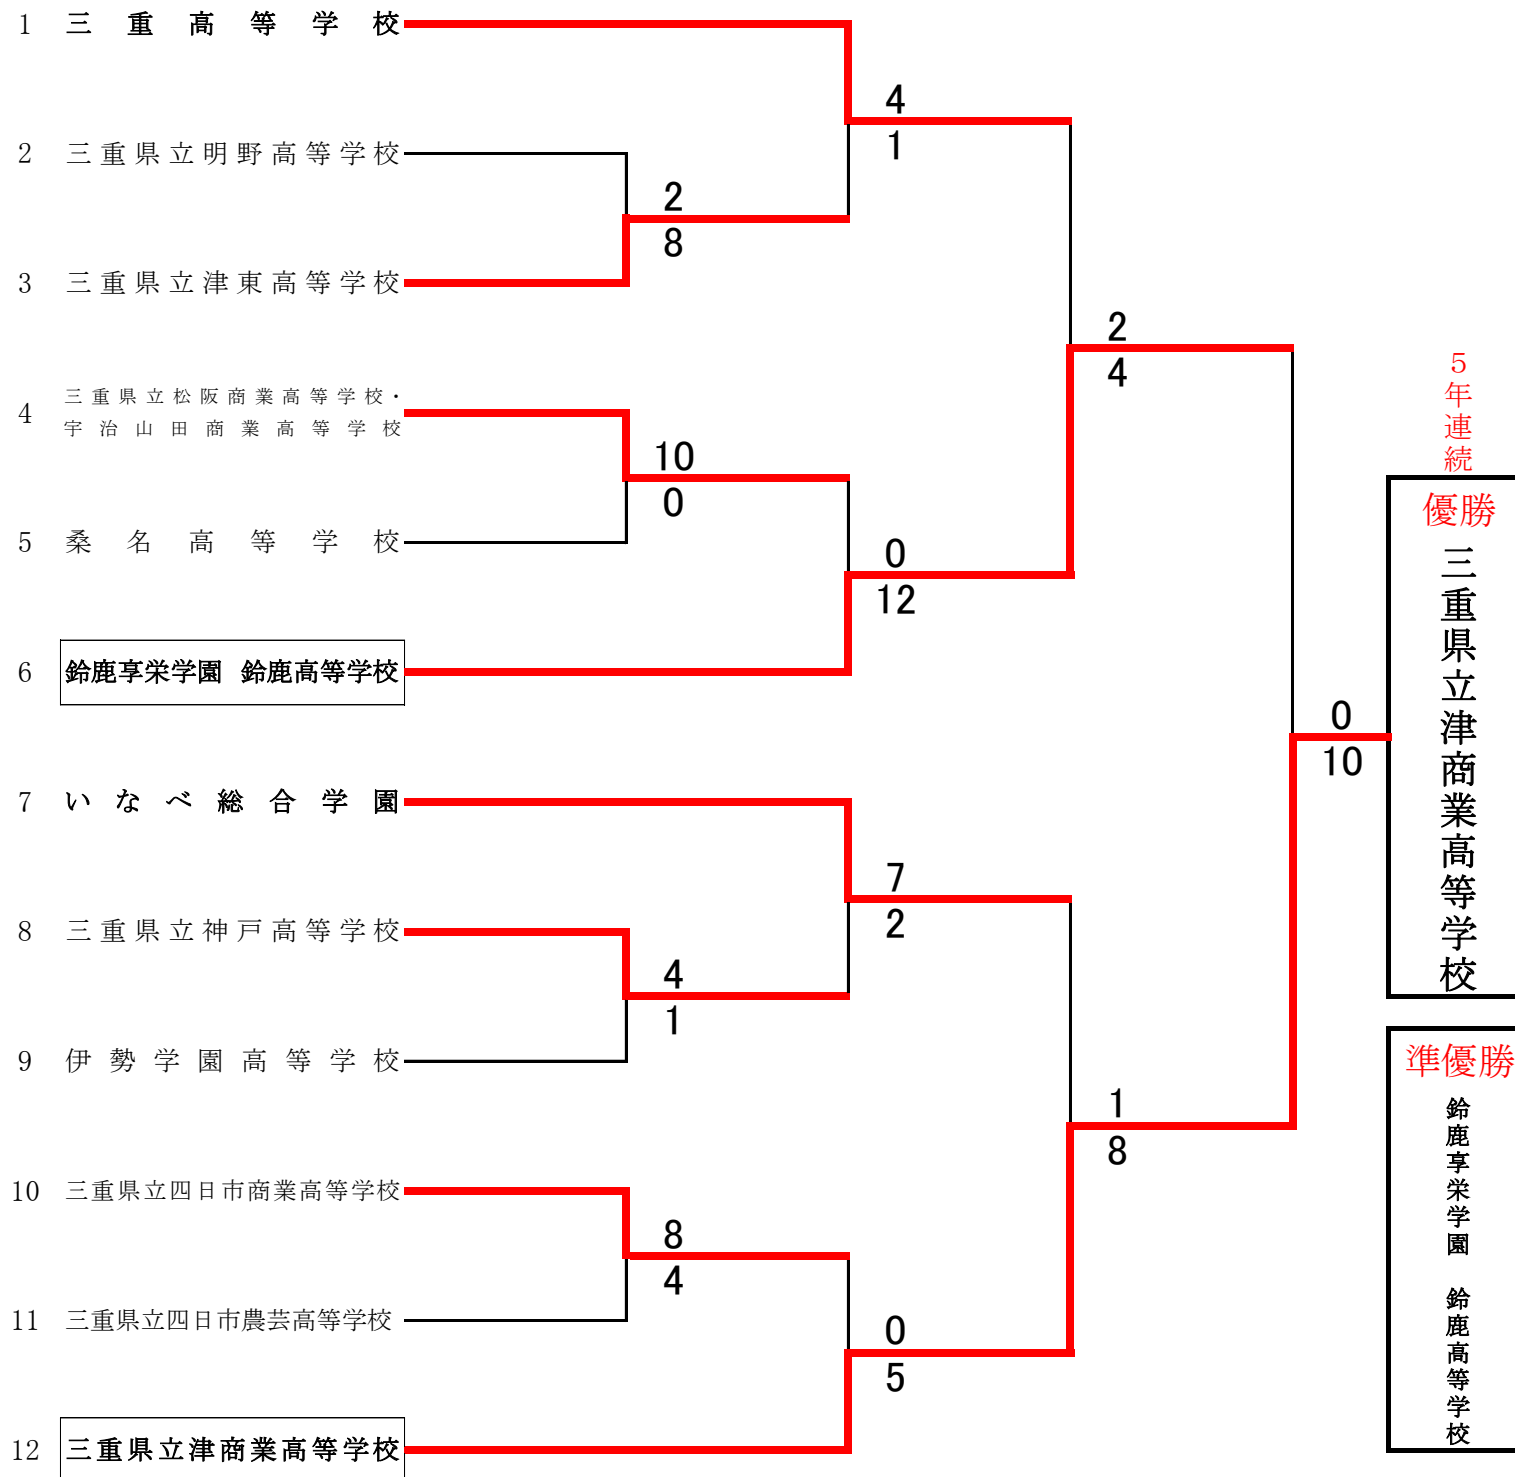 1 三重高等学校
4
1
2 三重県立明野高等学校
2
8
3 三重県立津東高等学校
2
4
4 三重県立松阪商業高等学校・
宇治山田商業高等学校
10
0
5 桑名高等学校
0
12
6 鈴鹿享栄学園 鈴鹿高等学校
0
10
7 いなべ総合学園
7
2
8 三重県立神戸高等学校
4
1
9 伊勢学園高等学校
1
8
10 三重県立四日市商業高等学校
8
4
11 三重県立四日市農芸高等学校
0
5
12 三重県立津商業高等学校
5年連続
優勝
三重県立津商業高等学校
準優勝
鈴鹿享栄学園 鈴鹿高等学校